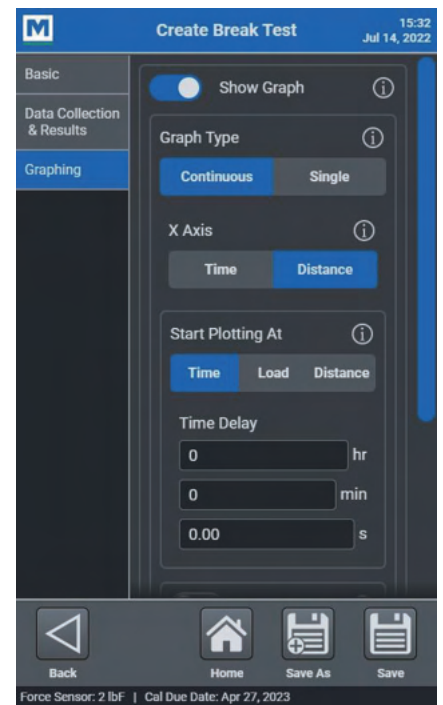 M
Create Break Test
15:32
Jul 14, 2022
Basic
Data Collection
& Results
Graphing
Show Graph
Graph Type
Continuous Single
X Axis
Time Distance
Start Plotting At
Time Load Distance
Time Delay
0 hr
0 min
0.00 s
Back Home Save As Save
Force Sensor: 2 lbF | Cal Due Date: Apr 27, 2023